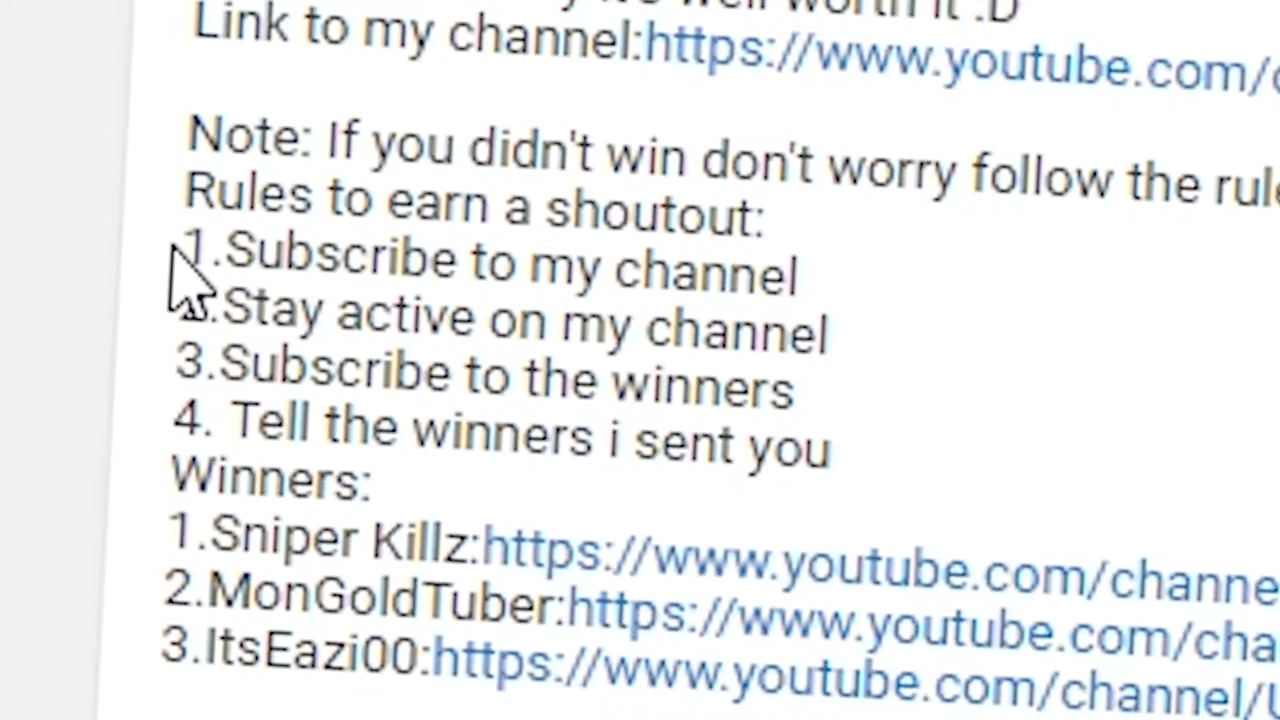 well worth it :D
Link to my channel:https://www.youtube.com/
Note: If you didn't win don't worry follow the
Rules to earn a shoutout:
1.Subscribe to my channel
.Stay active on my channel
3.Subscribe to the winners
4. Tell the winners i sent you
Winners:
1.Sniper Killz:https://www.youtube.com/channe
2.MonGoldTuber:https://www.youtube.com/cha
3.ItsEazi00:https://www.youtube.com/channel/U